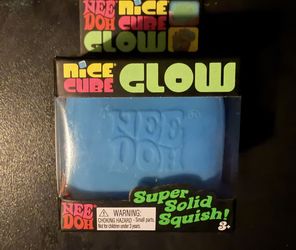 NEE
DOH
NICE
CUBE
GLOW
NICE
CUBE
GLOW
NEE
DOH
NEE
DOH
WARNING:
CHOKING HAZARD - Small parts.
Not for children under 3 years.
Super
Solid
Squish!
3+